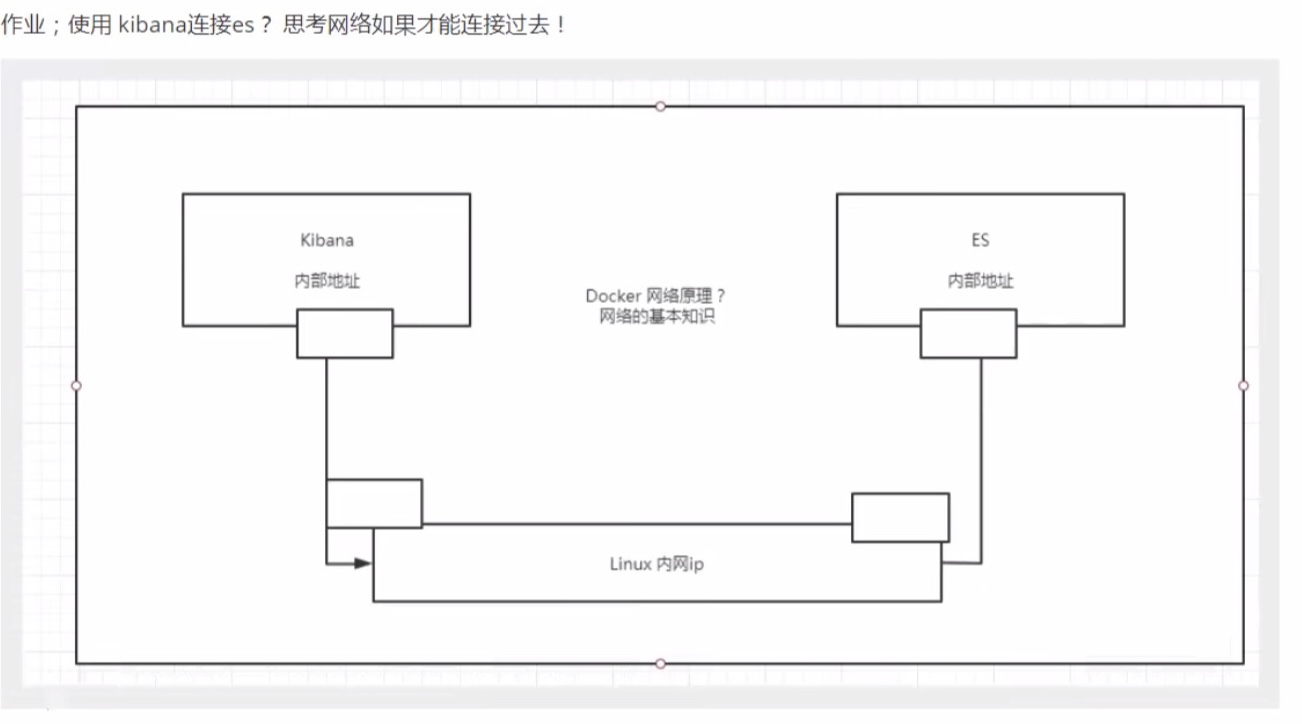 作业；使用 kibana连接es？ 思考网络如果才能连接过去！
Kibana
内部地址
ES
内部地址
Docker 网络原理？
网络的基本知识
Linux 内网ip